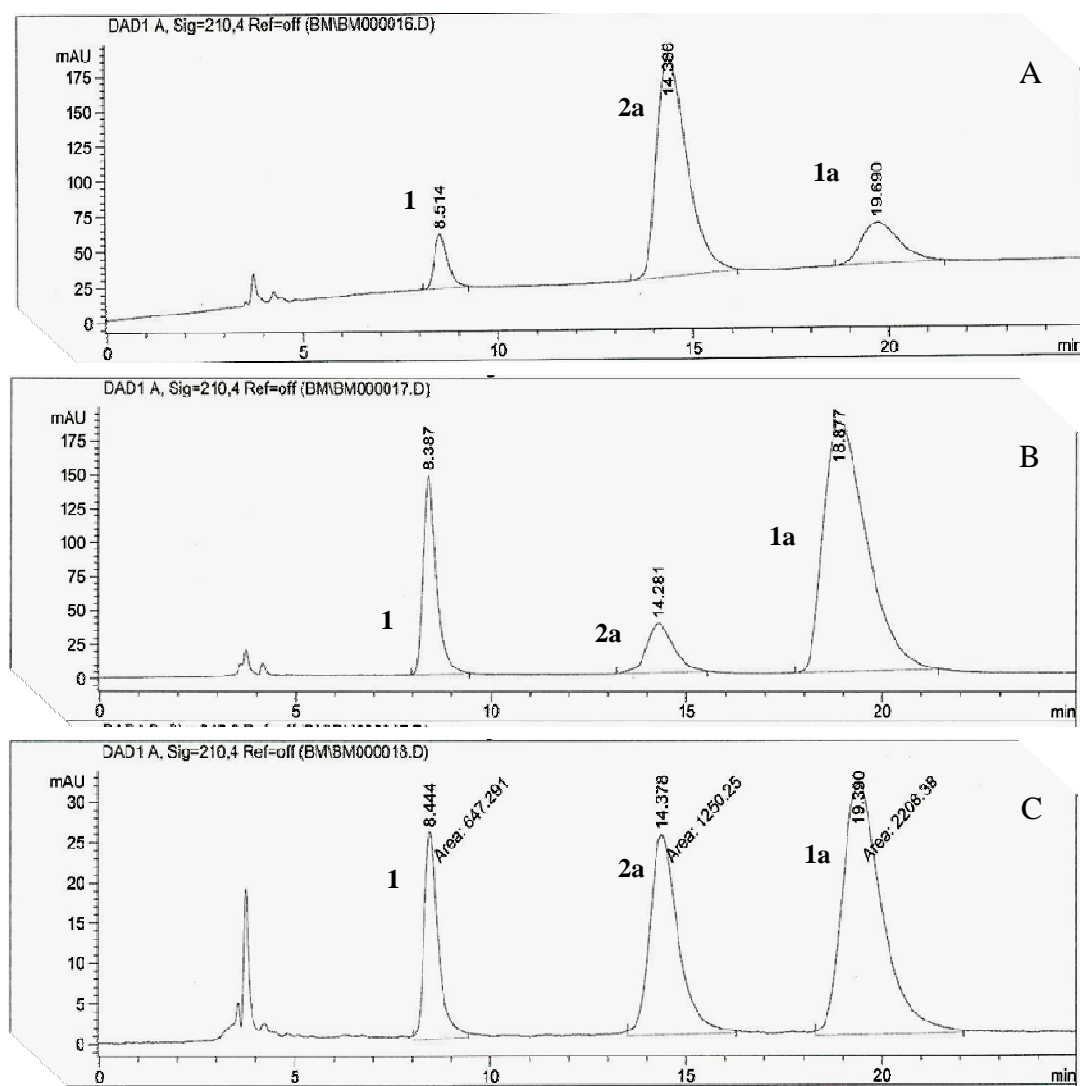 DAD1 A, Sig=210,4 Ref=off (BM\BM000016.D)
mAU
A
175
150
125
100
75
50
25
0
1
8.514
2a
14.386
1a
19.690
0 5 10 15 20 min
DAD1 A, Sig=210,4 Ref=off (BM\BM000017.D)
mAU
B
175
150
125
100
75
50
25
0
1
8.387
2a
14.281
1a
18.877
0 5 10 15 20 min
DAD1 A, Sig=210,4 Ref=off (BM\BM000018.D)
mAU
C
30
25
20
15
10
5
0
1
8.444
Area: 647.291
2a
14.378
Area: 1250.25
1a
19.390
0 5 10 15 20 min